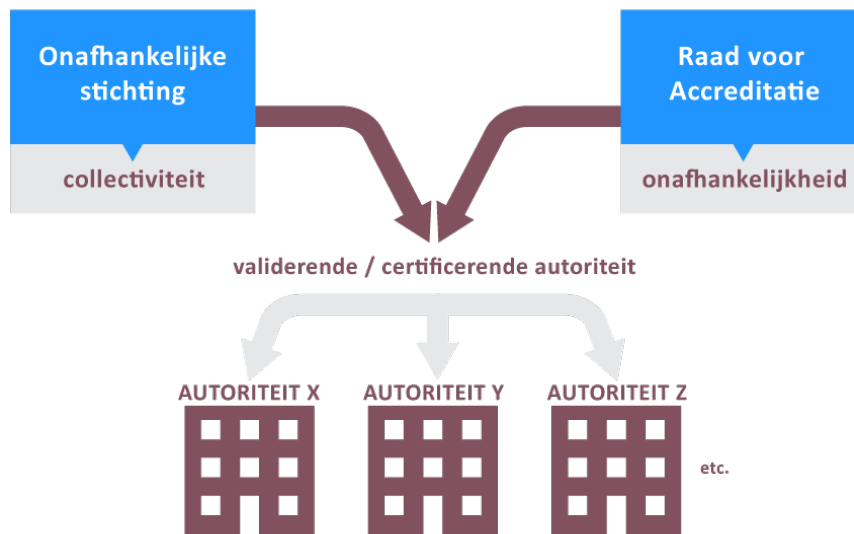 Onafhankelijke
stichting
collectiviteit
Raad voor
Accreditatie
onafhankelijkheid
validerende / certificerende autoriteit
AUTORITEIT X
AUTORITEIT Y
AUTORITEIT Z
etc.